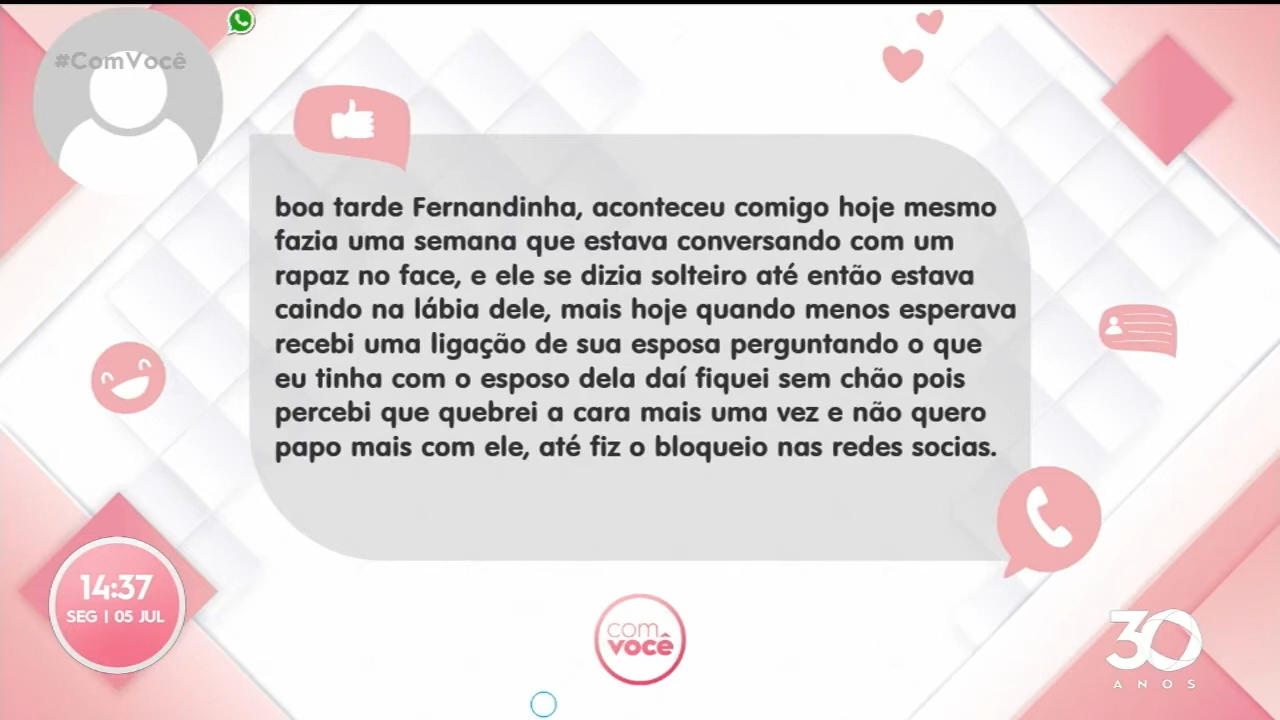 #ComVocê
boa tarde Fernandinha, aconteceu comigo hoje mesmo
fazia uma semana que estava conversando com um
rapaz no face, e ele se dizia solteiro até então estava
caindo na lábia dele, mais hoje quando menos esperava
recebi uma ligação de sua esposa perguntando o que
eu tinha com o esposo dela daí fiquei sem chão pois
percebi que quebrei a cara mais uma vez e não quero
papo mais com ele, até fiz o bloqueio nas redes socias.
14:37
SEG | 05 JUL
com
você
30
ANOS